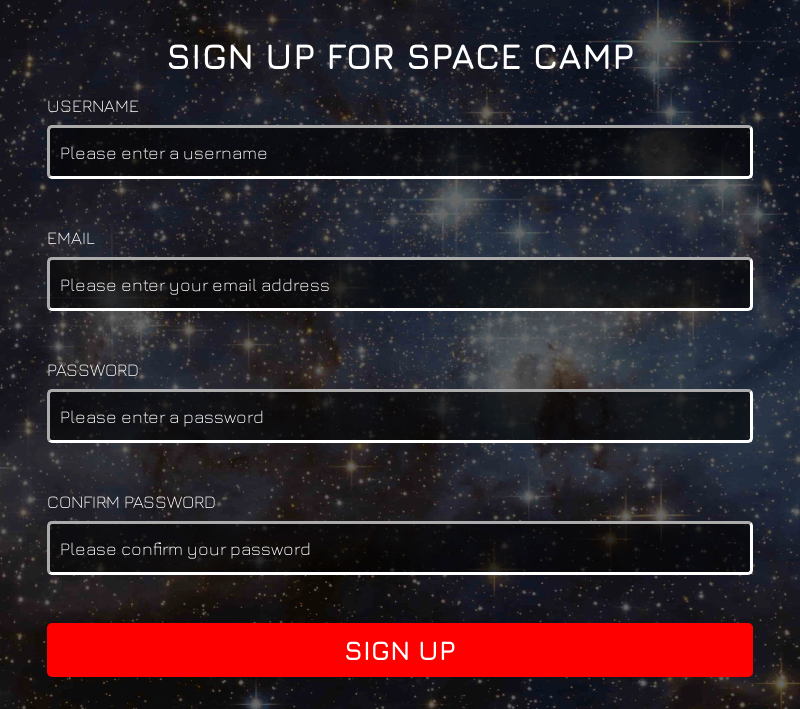 SIGN UP FOR SPACE CAMP
USERNAME
Please enter a username
EMAIL
Please enter your email address
PASSWORD
Please enter a password
CONFIRM PASSWORD
Please confirm your password
SIGN UP